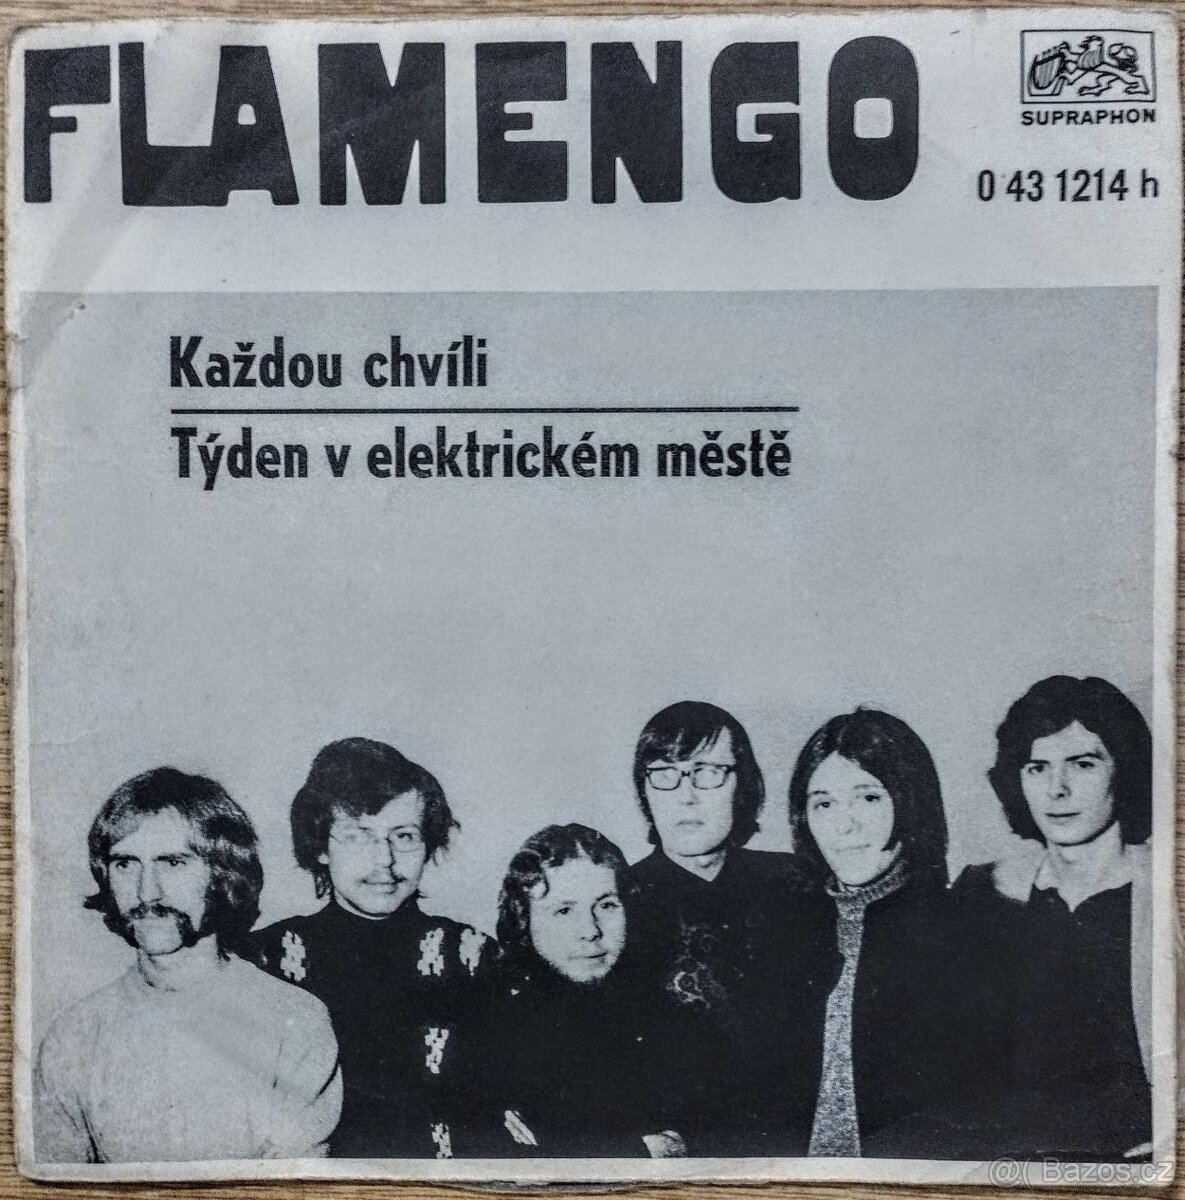 FLAMENGO
SUPRAPHON
0 43 1214 h
Každou chvíli
Týden v elektrickém městě
@( Bazos.cz